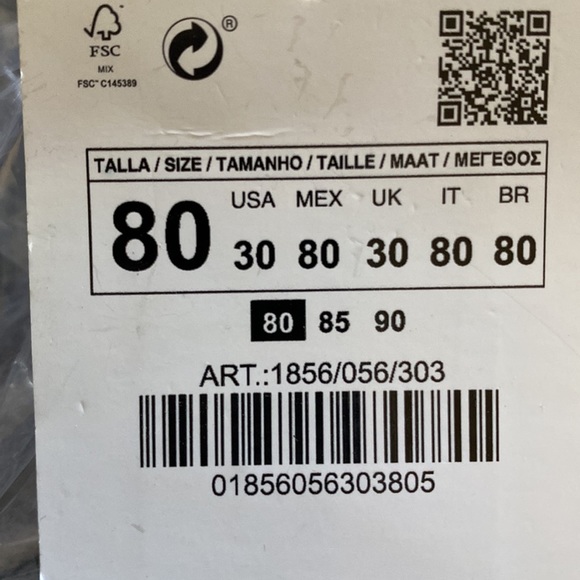 FSC
MIX
FSC™ C145389
®
TALLA / SIZE / TAMANHO / TAILLE / MAAT / ΜΕΓΕΘΟΣ
USA MEX UK IT BR
80 30 80 30 80 80
80 85 90
ART.:1856/056/303
01856056303805